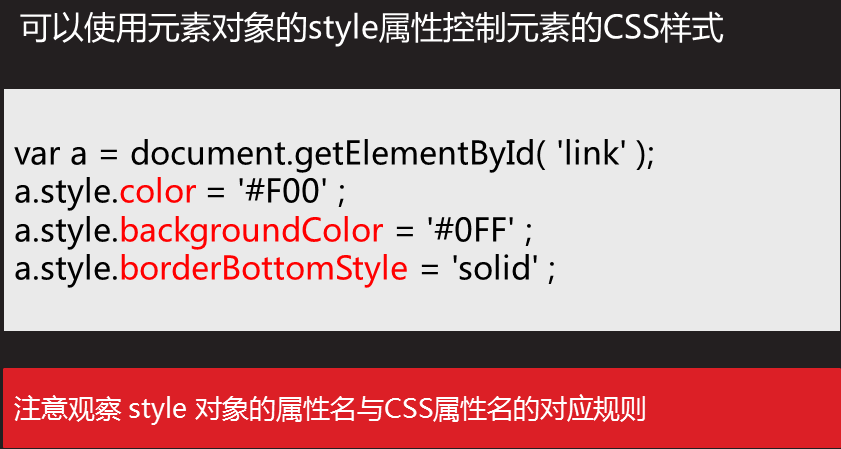 可以使用元素对象的style属性控制元素的CSS样式
var a = document.getElementById( 'link' );
a.style.color = '#F00' ;
a.style.backgroundColor = '#0FF' ;
a.style.borderBottomStyle = 'solid' ;
注意观察 style 对象的属性名与CSS属性名的对应规则